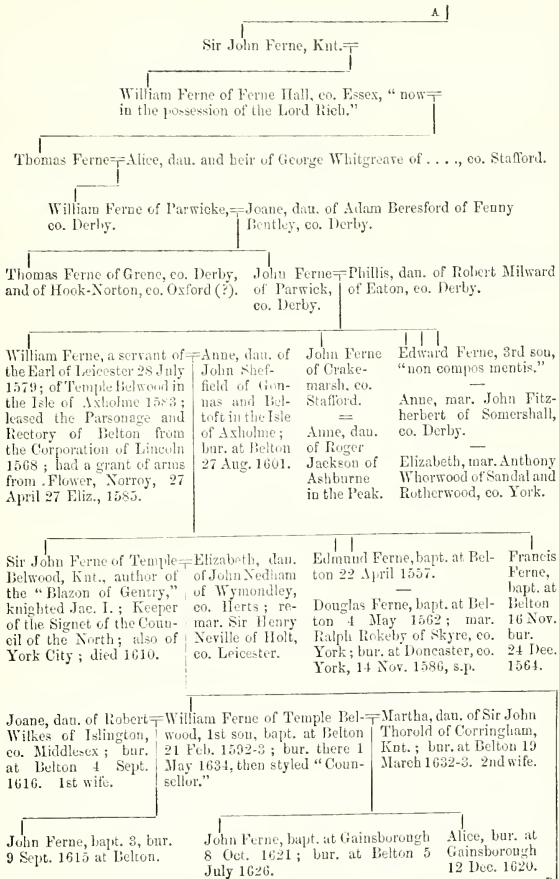 A
Sir John Ferne, Knt.
William Ferne of Ferne Hall, co. Essex, “ now
in the possession of the Lord Rich.”
Thomas Ferne Alice, dau. and heir of George Whitgreave of . . . ., co. Stafford.
William Ferne of Parwicke,
co. Derby.
Joane, dau. of Adam Beresford of Fenny
Bentley, co. Derby.
Thomas Ferne of Grene, co. Derby,
and of Hook-Norton, co. Oxford (?).
John Ferne
of Parwick,
co. Derby.
Phillis, dan. of Robert Milward
of Eaton, co. Derby.
William Ferne, a servant of
the Earl of Leicester 28 July
1579; of Temple Belwood in
the Isle of Axholme 1583;
leased the Parsonage and
Rectory of Belton from
the Corporation of Lincoln
1568; had a grant of arms
from Flower, Norroy, 27
April 27 Eliz., 1585.
Anne, dau. of
John Shef-
field of Gon-
nas and Bel-
toft in the Isle
of Axholme;
bur. at Belton
27 Aug. 1601.
John Ferne
of Crake-
marsh, co.
Stafford.
=
Anne, dau.
of Roger
Jackson of
Ashburne
in the Peak.
Edward Ferne, 3rd son,
“non compos mentis.”
—
Anne, mar. John Fitz-
herbert of Somershall,
co. Derby.
—
Elizabeth, mar. Anthony
Whorwood of Sandal and
Rotherwood, co. York.
Sir John Ferne of Temple
Belwood, Knt., author of
the “Blazon of Gentry,”
knighted Jac. I.; Keeper
of the Signet of the Coun-
cil of the North; also of
York City; died 1610.
Elizabeth, dau.
of John Nedham
of Wymondley,
co. Herts; re-
mar. Sir Henry
Neville of Holt,
co. Leicester.
Edmund Ferne, bapt. at Bel-
ton 22 April 1557.
—
Douglas Ferne, bapt. at Bel-
ton 4 May 1562; mar.
Ralph Rokeby of Skyre, co.
York; bur. at Doncaster, co.
York, 14 Nov. 1586, s.p.
Francis
Ferne,
bapt. at
Belton
16 Nov.
bur.
24 Dec.
1564.
Joane, dau. of Robert
Wilkes of Islington,
co. Middlesex; bur.
at Belton 4 Sept.
1616. 1st wife.
William Ferne of Temple Bel-
wood, 1st son, bapt. at Belton
21 Feb. 1592-3; bur. there 1
May 1634, then styled “Coun-
sellor.”
Martha, dau. of Sir John
Thorold of Corringham,
Knt.; bur. at Belton 19
March 1632-3. 2nd wife.
John Ferne, bapt. 3, bur.
9 Sept. 1615 at Belton.
John Ferne, bapt. at Gainsborough
8 Oct. 1621; bur. at Belton 5
July 1626.
Alice, bur. at
Gainsborough
12 Dec. 1620.